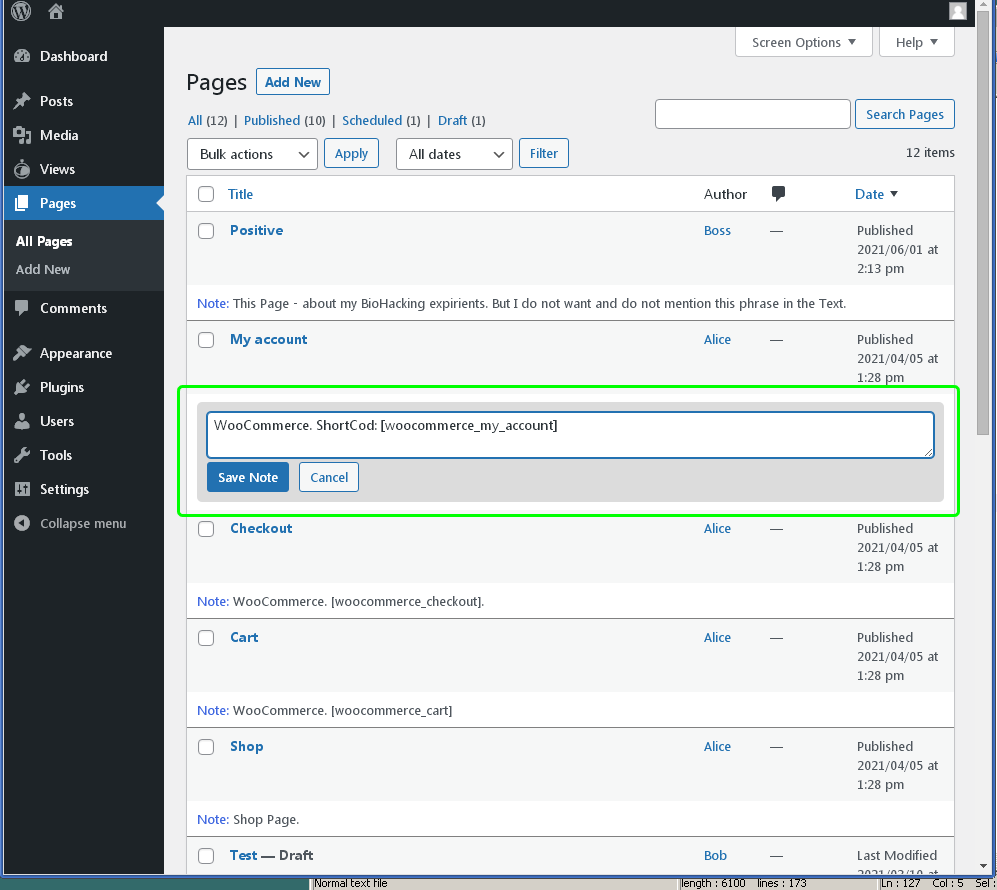 Screen Options
Help
Dashboard
Posts
Media
Views
Pages
All Pages
Add New
Comments
Appearance
Plugins
Users
Tools
Settings
Collapse menu
Pages Add New
All (12) | Published (10) | Scheduled (1) | Draft (1)
Search Pages
Bulk actions Apply All dates Filter
12 items
Title Author Date
Positive Boss — Published
2021/06/01 at
2:13 pm
Note: This Page - about my BioHacking expirients. But I do not want and do not mention this phrase in the Text.
My account Alice — Published
2021/04/05 at
1:28 pm
WooCommerce. ShortCod: [woocommerce_my_account]
Save Note Cancel
Checkout Alice — Published
2021/04/05 at
1:28 pm
Note: WooCommerce. [woocommerce_checkout].
Cart Alice — Published
2021/04/05 at
1:28 pm
Note: WooCommerce. [woocommerce_cart]
Shop Alice — Published
2021/04/05 at
1:28 pm
Note: Shop Page.
Test — Draft Bob — Last Modified
Normal text file length : 6100 lines : 173 Ln : 127 Col : 5 Sel :